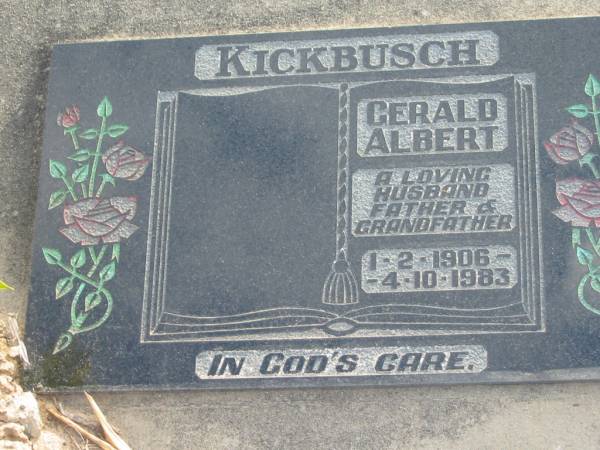 KICKBUSCH
GERALD
ALBERT
A LOVING
HUSBAND
FATHER &
GRANDFATHER
1·2·1906–
–4·10·1983
IN GOD'S CARE.